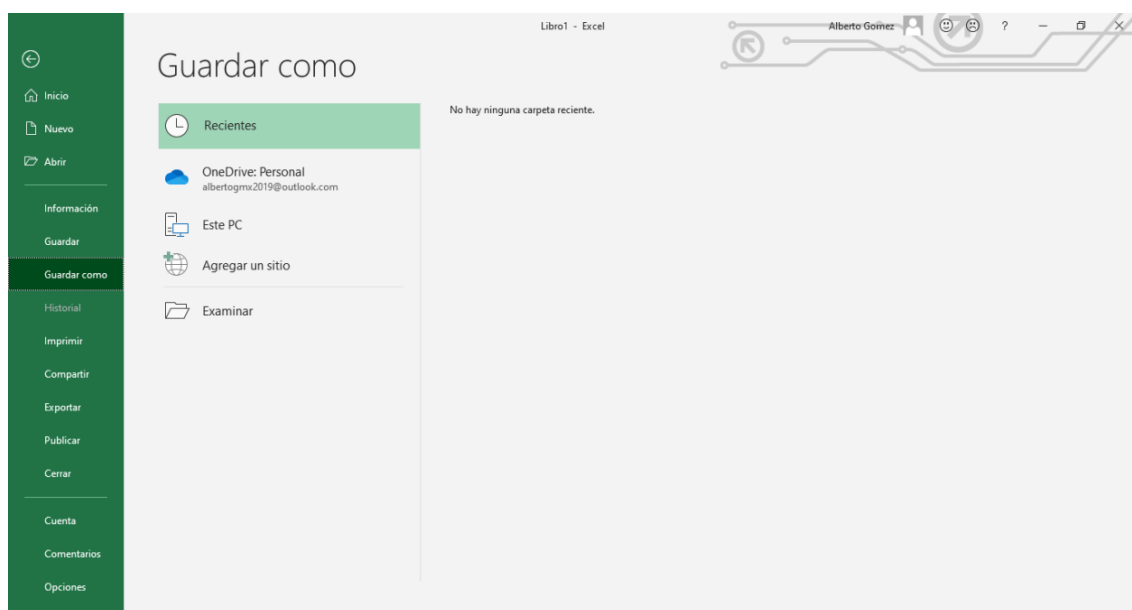 Libro1 - Excel
Alberto Gomez
?
Inicio
Nuevo
Abrir
Información
Guardar
Guardar como
Historial
Imprimir
Compartir
Exportar
Publicar
Cerrar
Cuenta
Comentarios
Opciones
Guardar como
Recientes
OneDrive: Personal
albertogmx2019@outlook.com
Este PC
Agregar un sitio
Examinar
No hay ninguna carpeta reciente.